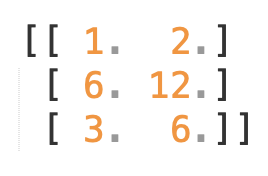 [[ 1.  2.]
 [ 6. 12.]
 [ 3.  6.]]